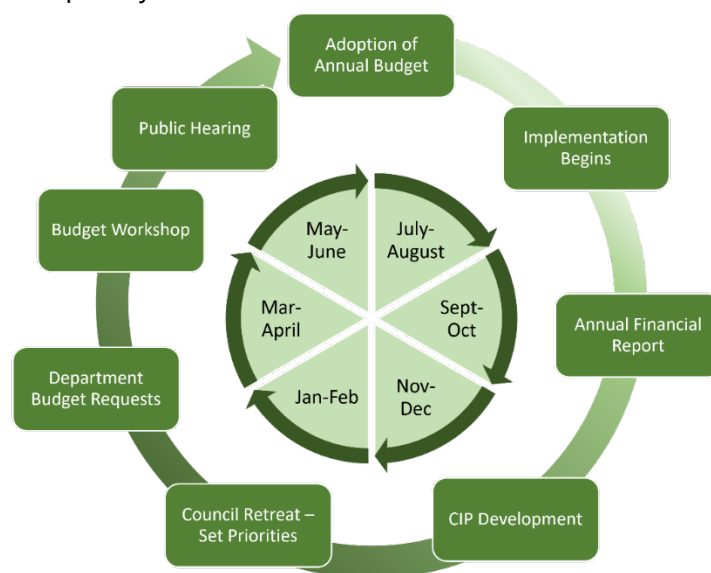 Adoption of
Annual Budget
Implementation
Begins
Annual Financial
Report
CIP Development
Council Retreat –
Set Priorities
Department
Budget Requests
Budget Workshop
Public Hearing
July-
August
Sept-
Oct
Nov-
Dec
Jan-Feb
Mar-
April
May-
June